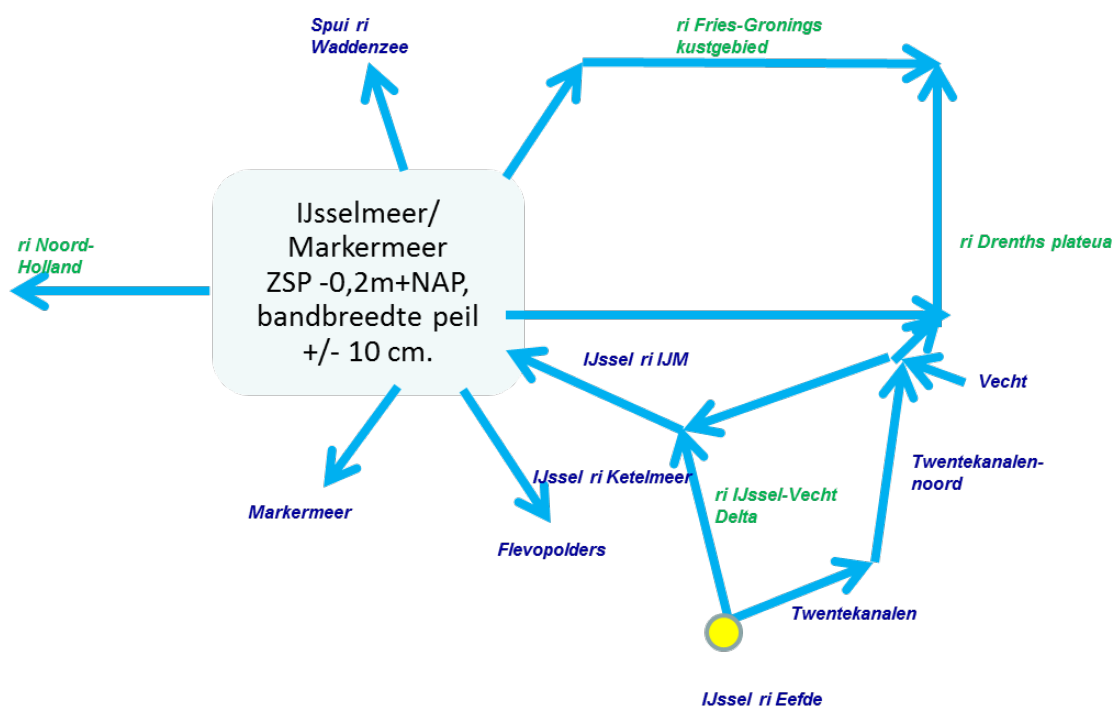 Spui ri
Waddenzee
ri Fries-Gronings
kustgebied
IJsselmeer/
Markermeer
ZSP -0,2m+NAP,
bandbreedte peil
+/- 10 cm.
ri Noord-
Holland
ri Drenths plateua
IJssel ri IJM
Vecht
Twentekanalen-
noord
IJssel ri Ketelmeer
ri IJssel-Vecht
Delta
Markermeer
Flevopolders
Twentekanalen
IJssel ri Eefde